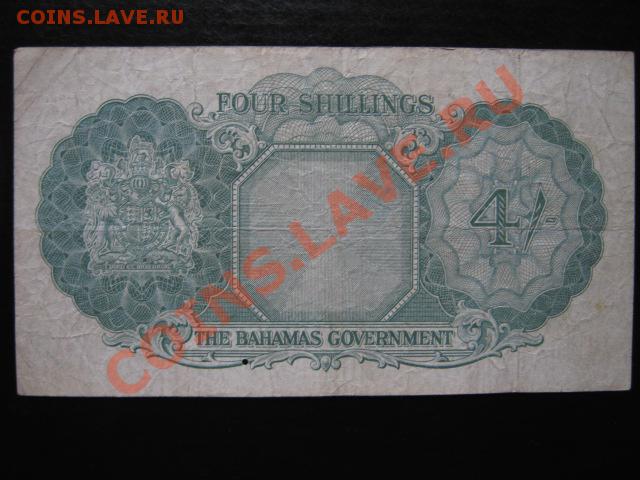 COINS.LAVE.RU
FOUR SHILLINGS
4/-
THE BAHAMAS GOVERNMENT
COINS.LAVE.RU